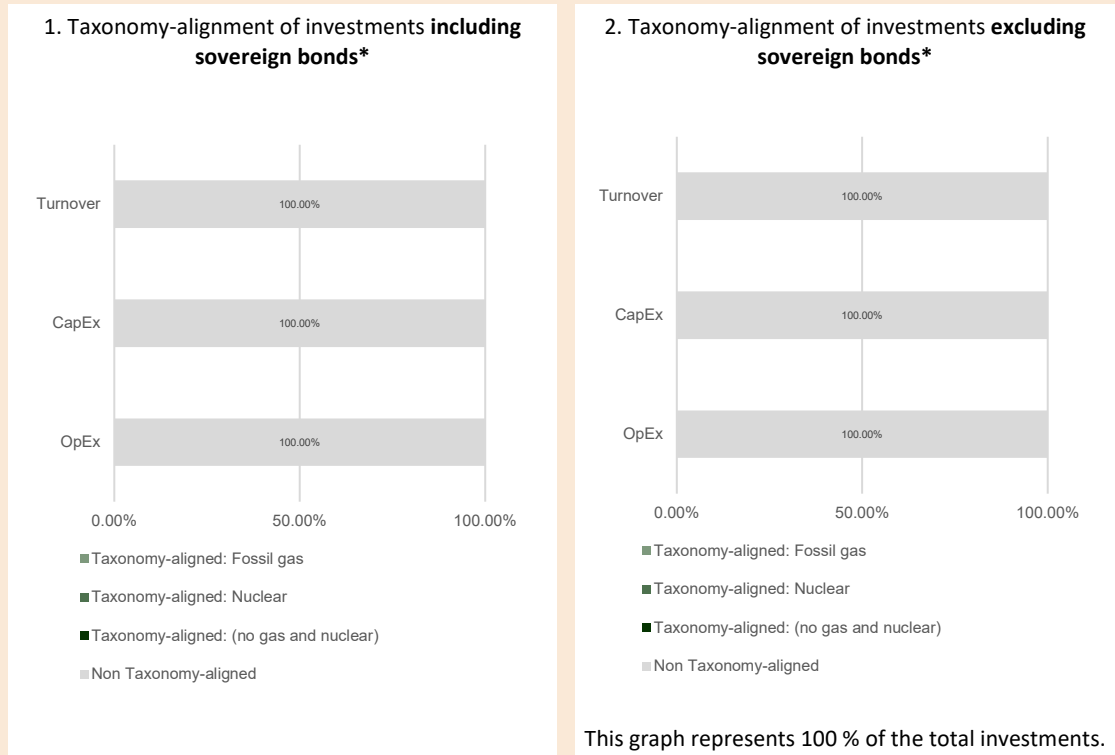 1. Taxonomy-alignment of investments including
sovereign bonds*
Turnover
100.00%
CapEx
100.00%
OpEx
100.00%
0.00%
50.00%
100.00%
Taxonomy-aligned: Fossil gas
Taxonomy-aligned: Nuclear
Taxonomy-aligned: (no gas and nuclear)
Non Taxonomy-aligned
2. Taxonomy-alignment of investments excluding
sovereign bonds*
Turnover
100.00%
CapEx
100.00%
OpEx
100.00%
0.00%
50.00%
100.00%
Taxonomy-aligned: Fossil gas
Taxonomy-aligned: Nuclear
Taxonomy-aligned: (no gas and nuclear)
Non Taxonomy-aligned
This graph represents 100 % of the total investments.